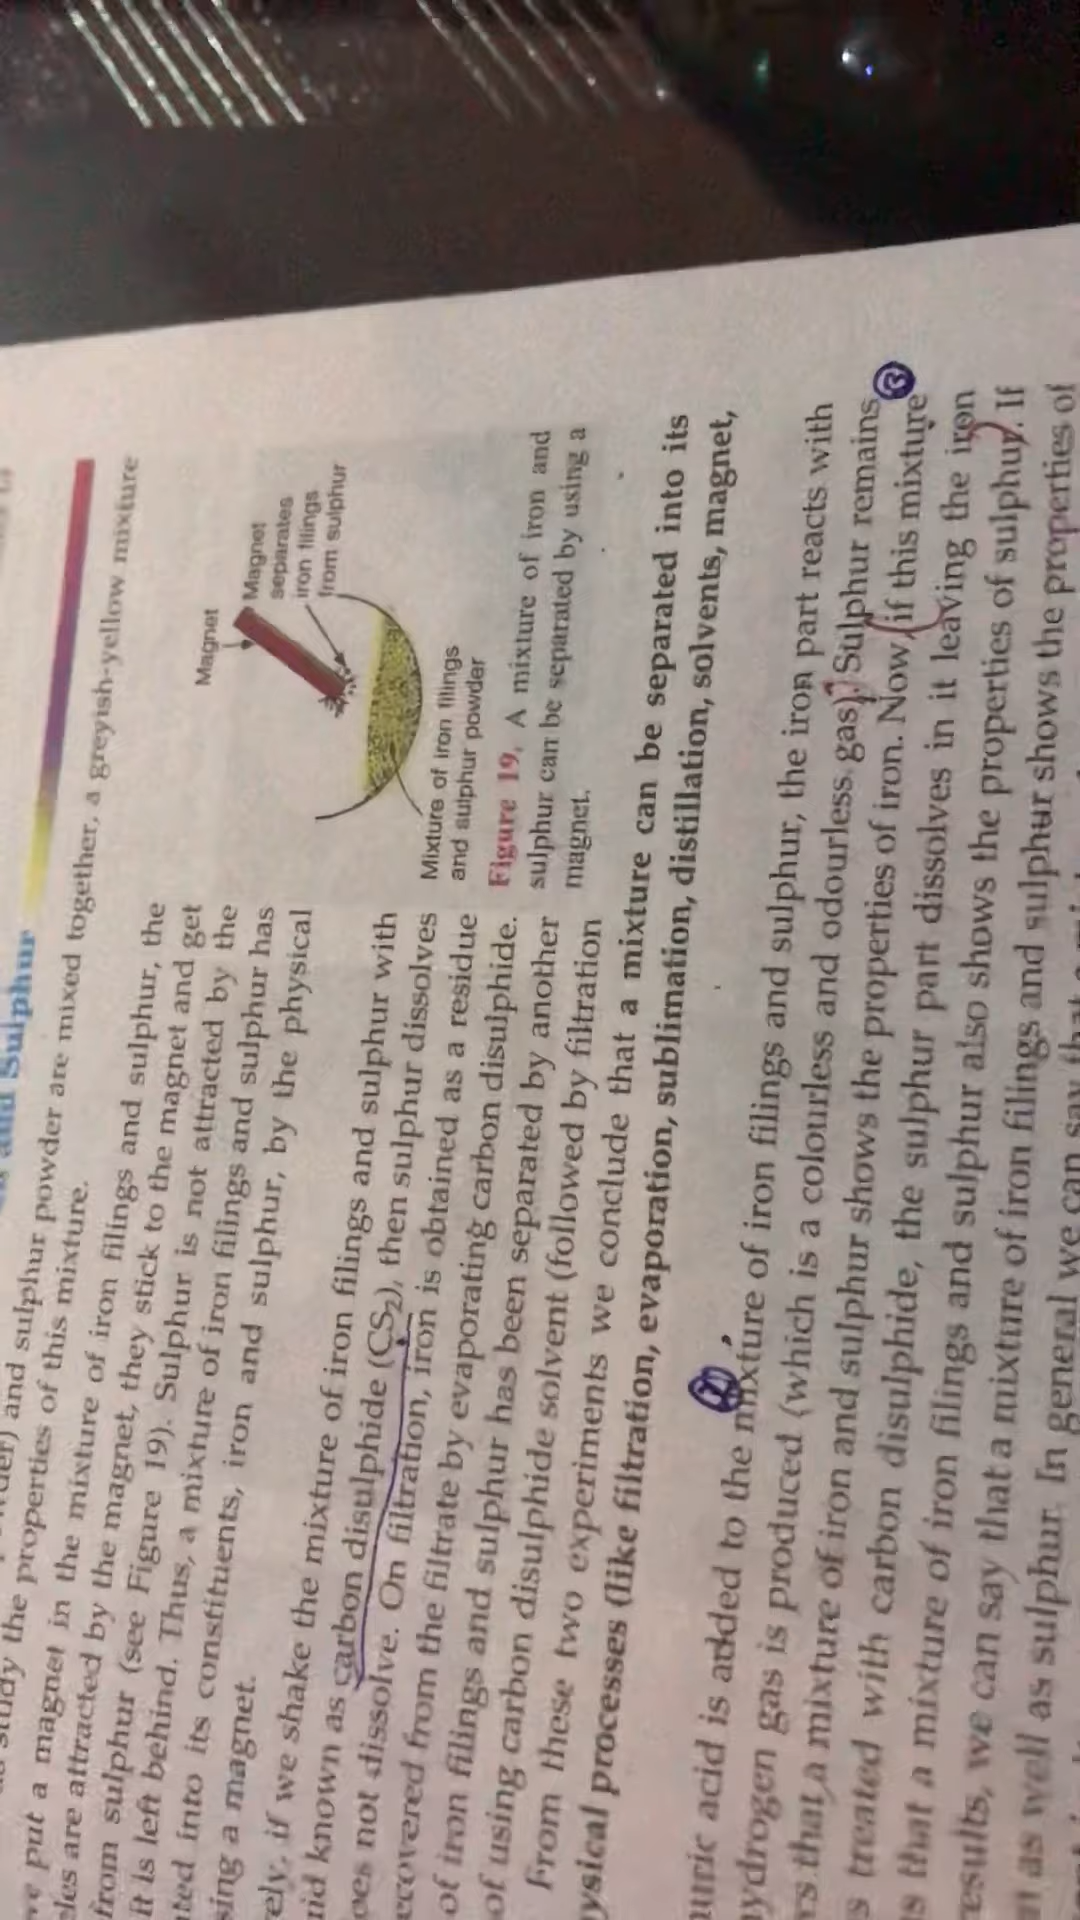 and Sulphur
and sulphur powder are mixed together, a greyish-yellow mixture
study the properties of this mixture.
put a magnet in the mixture of iron filings and sulphur, the
are attracted by the magnet, they stick to the magnet and get
from sulphur (see Figure 19). Sulphur is not attracted by the
It is left behind. Thus, a mixture of iron filings and sulphur has
into its constituents, iron and sulphur, by the physical
a magnet.
Magnet
Magnet
separates
iron filings
from sulphur
Mixture of iron filings
and sulphur powder
Figure 19. A mixture of iron and
sulphur can be separated by using a
magnet.
if we shake the mixture of iron filings and sulphur with
known as carbon disulphide (CS2), then sulphur dissolves
not dissolve. On filtration, iron is obtained as a residue
from the filtrate by evaporating carbon disulphide.
of iron filings and sulphur has been separated by another
of using carbon disulphide solvent (followed by filtration
From these two experiments we conclude that a mixture can be separated into its
processes (like filtration, evaporation, sublimation, distillation, solvents, magnet,
2
acid is added to the mixture of iron filings and sulphur, the iron part reacts with
gas is produced (which is a colourless and odourless gas). Sulphur remains
3
that a mixture of iron and sulphur shows the properties of iron. Now, if this mixture
treated with carbon disulphide, the sulphur part dissolves in it leaving the iron
that a mixture of iron filings and sulphur also shows the properties of sulphur. If
we can say that a mixture of iron filings and sulphur shows the properties of
as well as sulphur. In general we can say that a